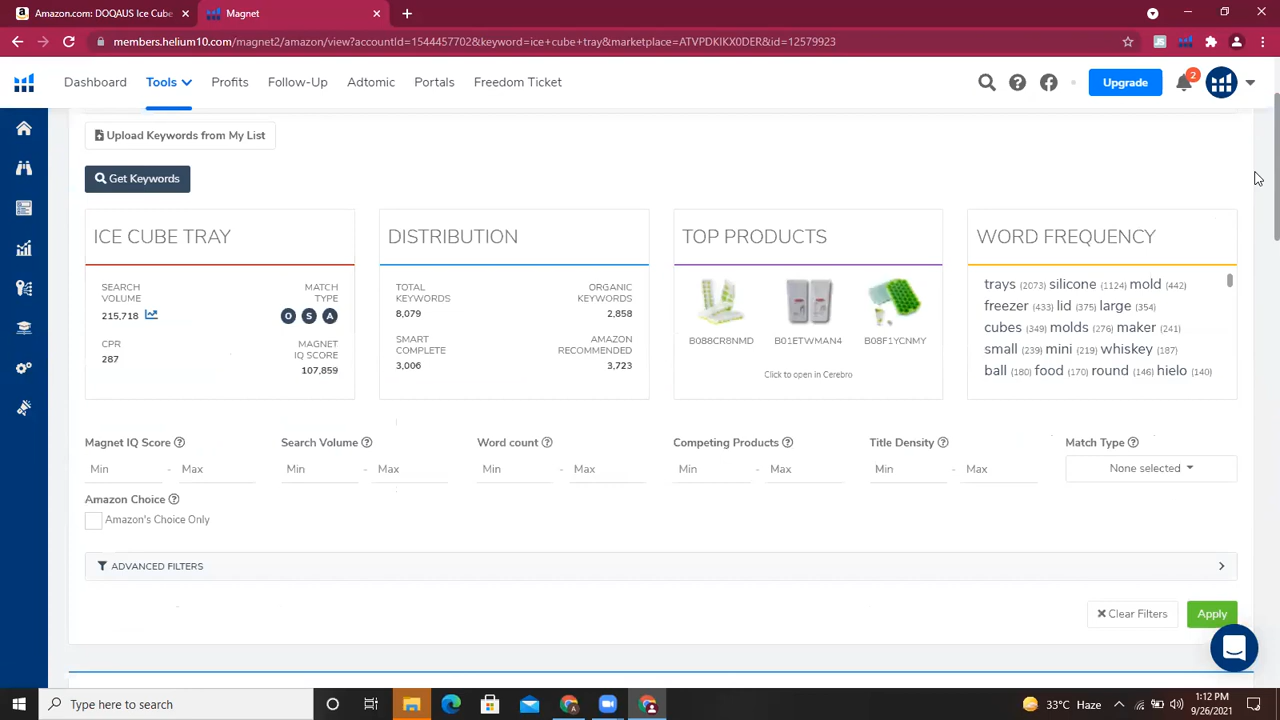 Amazon.com: DOQAUS Ice Cube
Magnet
members.helium10.com/magnet2/amazon/view?accountId=1544457702&keyword=ice+cube+tray&marketplace=ATVPDKIKX0DER&id=12579923
Dashboard Tools Profits Follow-Up Adtomic Portals Freedom Ticket Upgrade 2
Upload Keywords from My List
Get Keywords
ICE CUBE TRAY
SEARCH VOLUME
215,718
MATCH TYPE
O S A
CPR
287
MAGNET IQ SCORE
107,859
DISTRIBUTION
TOTAL KEYWORDS
8,079
ORGANIC KEYWORDS
2,858
SMART COMPLETE
3,006
AMAZON RECOMMENDED
3,723
TOP PRODUCTS
B088CR8NMD B01ETWMAN4 B08F1YCNMY
Click to open in Cerebro
WORD FREQUENCY
trays (2073) silicone (1124) mold (442)
freezer (433) lid (375) large (354)
cubes (349) molds (276) maker (241)
small (239) mini (219) whiskey (187)
ball (180) food (170) round (146) hielo (140)
Magnet IQ Score Search Volume Word count Competing Products Title Density Match Type
Min - Max Min - Max Min - Max Min - Max Min - Max None selected
Amazon Choice
Amazon's Choice Only
ADVANCED FILTERS
Clear Filters Apply
Type here to search
33°C Haze
1:12 PM
9/26/2021